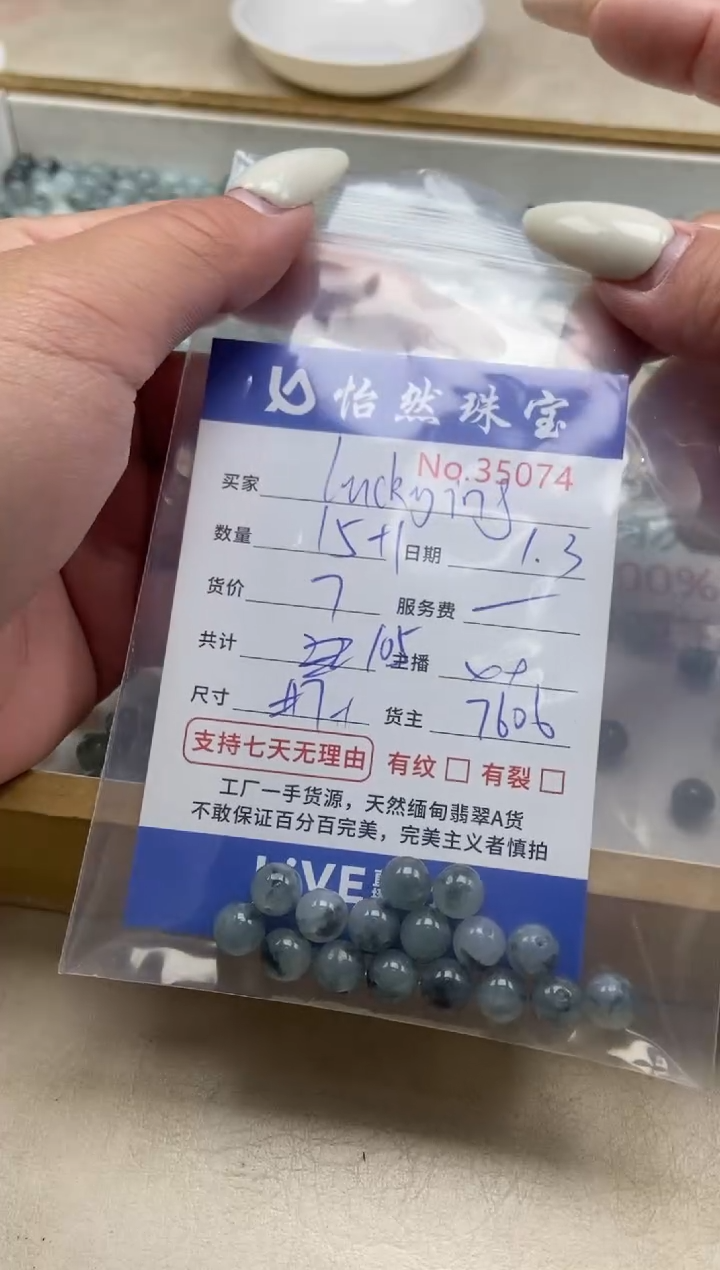 怡然珠宝
No.35074
买家 luckying
数量 15+1 日期 1.3
货价 7 服务费 —
共计 105 主播
尺寸 #7+ 货主 7606
支持七天无理由 有纹 □ 有裂 □
工厂一手货源，天然缅甸翡翠A货
不敢保证百分百完美，完美主义者慎拍
LIVE
00%